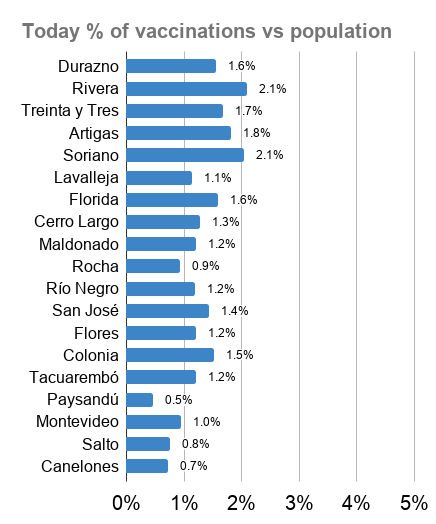 Today % of vaccinations vs population
Durazno 1.6%
Rivera 2.1%
Treinta y Tres 1.7%
Artigas 1.8%
Soriano 2.1%
Lavalleja 1.1%
Florida 1.6%
Cerro Largo 1.3%
Maldonado 1.2%
Rocha 0.9%
Río Negro 1.2%
San José 1.4%
Flores 1.2%
Colonia 1.5%
Tacuarembó 1.2%
Paysandú 0.5%
Montevideo 1.0%
Salto 0.8%
Canelones 0.7%
0% 1% 2% 3% 4% 5%